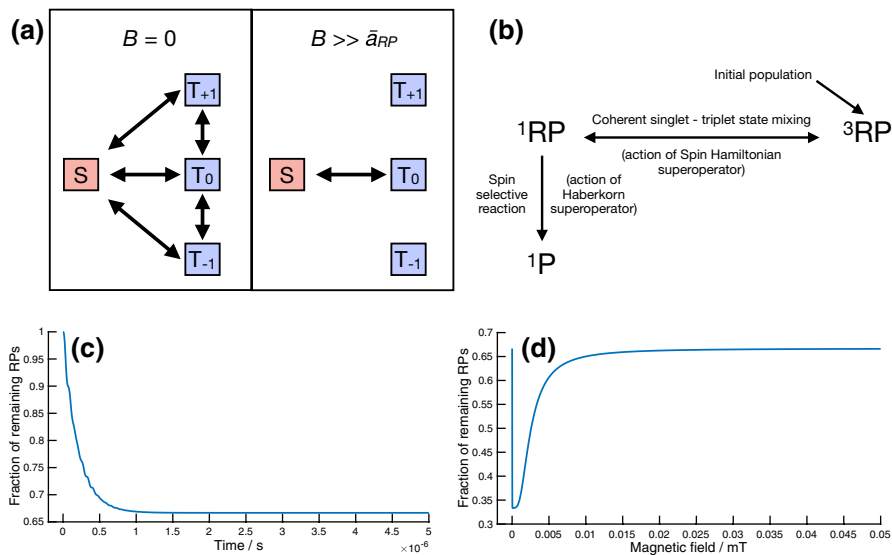 (a)
B = 0
B >> āRP
T+1
S
T0
T-1
T+1
S
T0
T-1
(b)
Initial population
¹RP
Coherent singlet - triplet state mixing
³RP
(action of Spin Hamiltonian
superoperator)
Spin
selective
reaction
(action of
Haberkorn
superoperator)
¹P
(c)
Fraction of remaining RPs
1
0.95
0.9
0.85
0.8
0.75
0.7
0.65
0 0.5 1 1.5 2 2.5 3 3.5 4 4.5 5
Time / s
×10⁻⁶
(d)
Fraction of remaining RPs
0.7
0.65
0.6
0.55
0.5
0.45
0.4
0.35
0.3
0 0.005 0.01 0.015 0.02 0.025 0.03 0.035 0.04 0.045 0.05
Magnetic field / mT